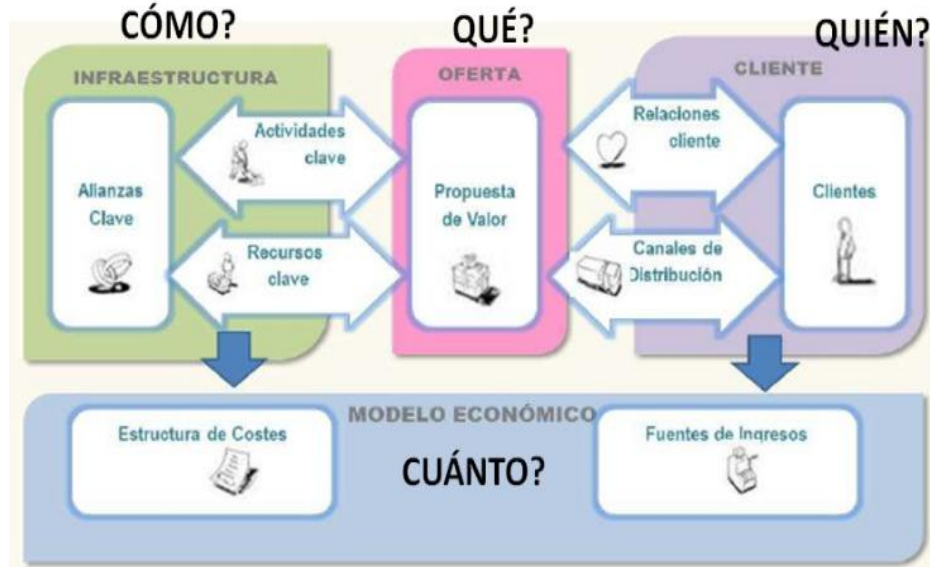 CÓMO?
QUÉ?
QUIÉN?
INFRAESTRUCTURA
OFERTA
CLIENTE
Actividades
clave
Relaciones
cliente
Alianzas
Clave
Propuesta
de Valor
Clientes
Recursos
clave
Canales de
Distribución
MODELO ECONÓMICO
Estructura de Costes
Fuentes de Ingresos
CUÁNTO?